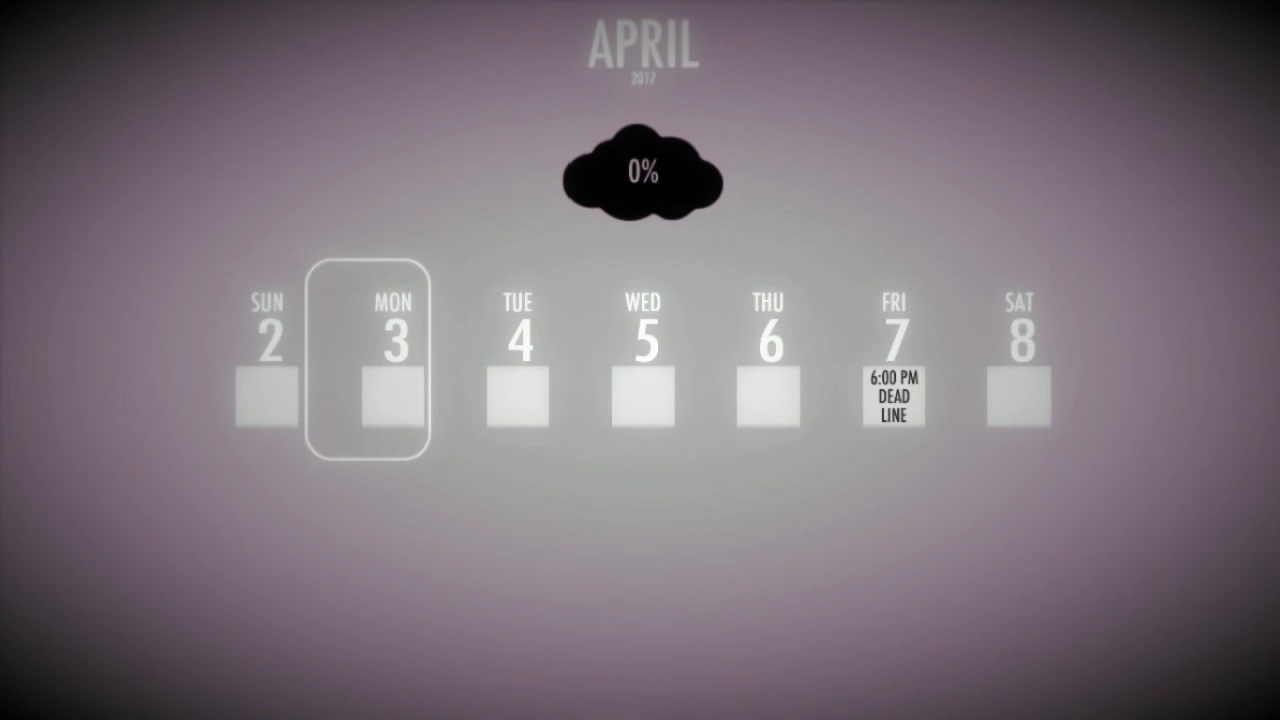 APRIL
2017
0%
SUN MON TUE WED THU FRI SAT
2 3 4 5 6 7 8
6:00 PM
DEAD
LINE